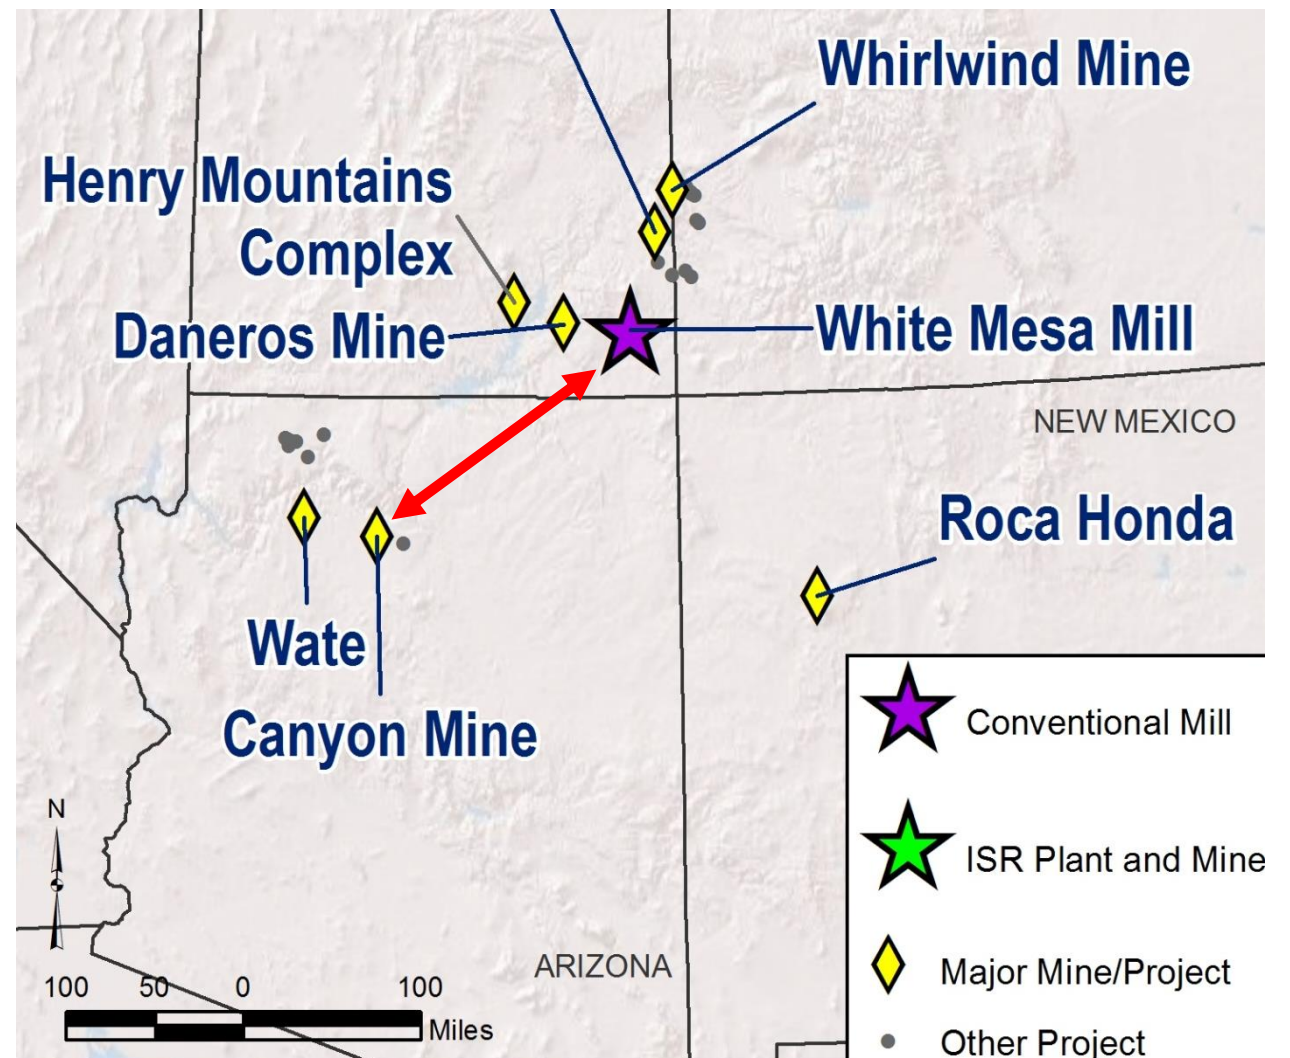 Whirlwind Mine
Henry Mountains
Complex
Daneros Mine
White Mesa Mill
NEW MEXICO
Roca Honda
Wate
Canyon Mine
Conventional Mill
N
ISR Plant and Mine
ARIZONA
Major Mine/Project
100 50 0 100
Miles
Other Project